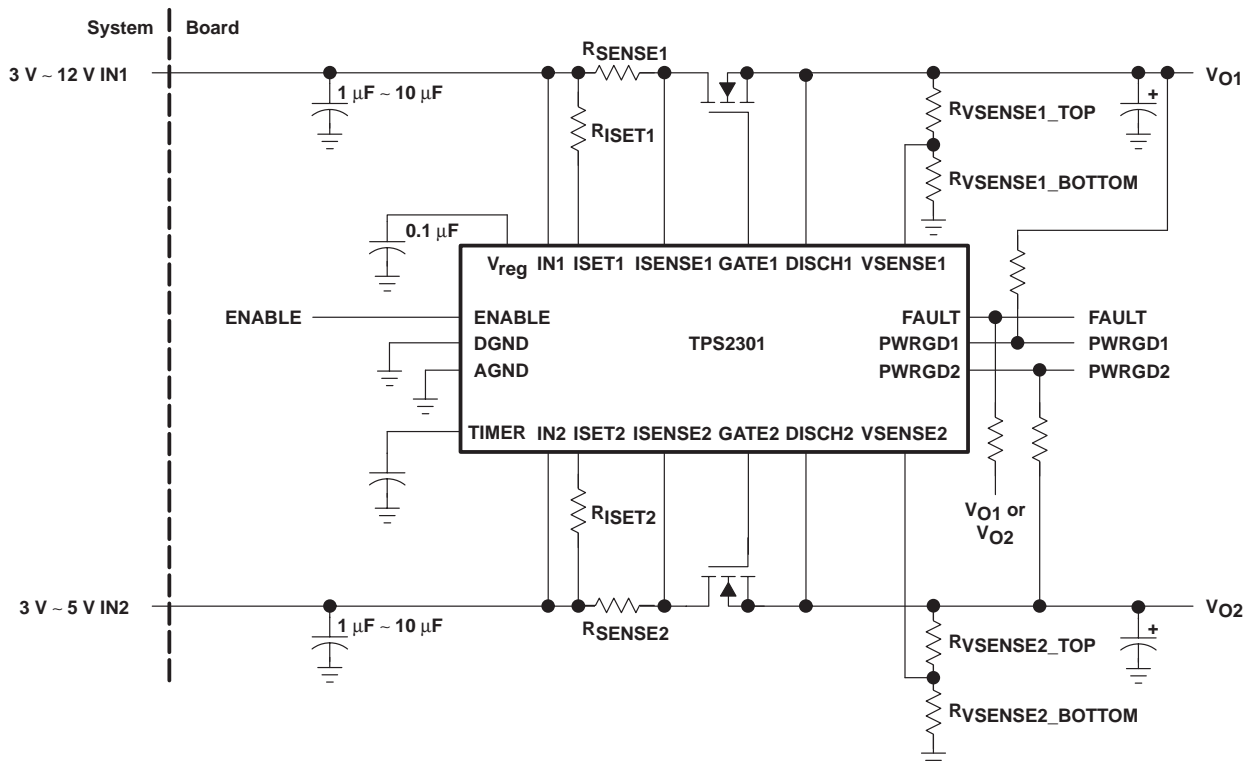 System Board
RSENSE1
3 V ~ 12 V IN1
VO1
1 µF ~ 10 µF
+
RVSENSE1_TOP
RISET1
RVSENSE1_BOTTOM
0.1 µF
Vreg IN1 ISET1 ISENSE1 GATE1 DISCH1 VSENSE1
ENABLE ENABLE FAULT FAULT
DGND TPS2301 PWRGD1 PWRGD1
AGND PWRGD2 PWRGD2
TIMER IN2 ISET2 ISENSE2 GATE2 DISCH2 VSENSE2
RISET2
VO1 or
VO2
3 V ~ 5 V IN2
VO2
1 µF ~ 10 µF
RSENSE2
+
RVSENSE2_TOP
RVSENSE2_BOTTOM